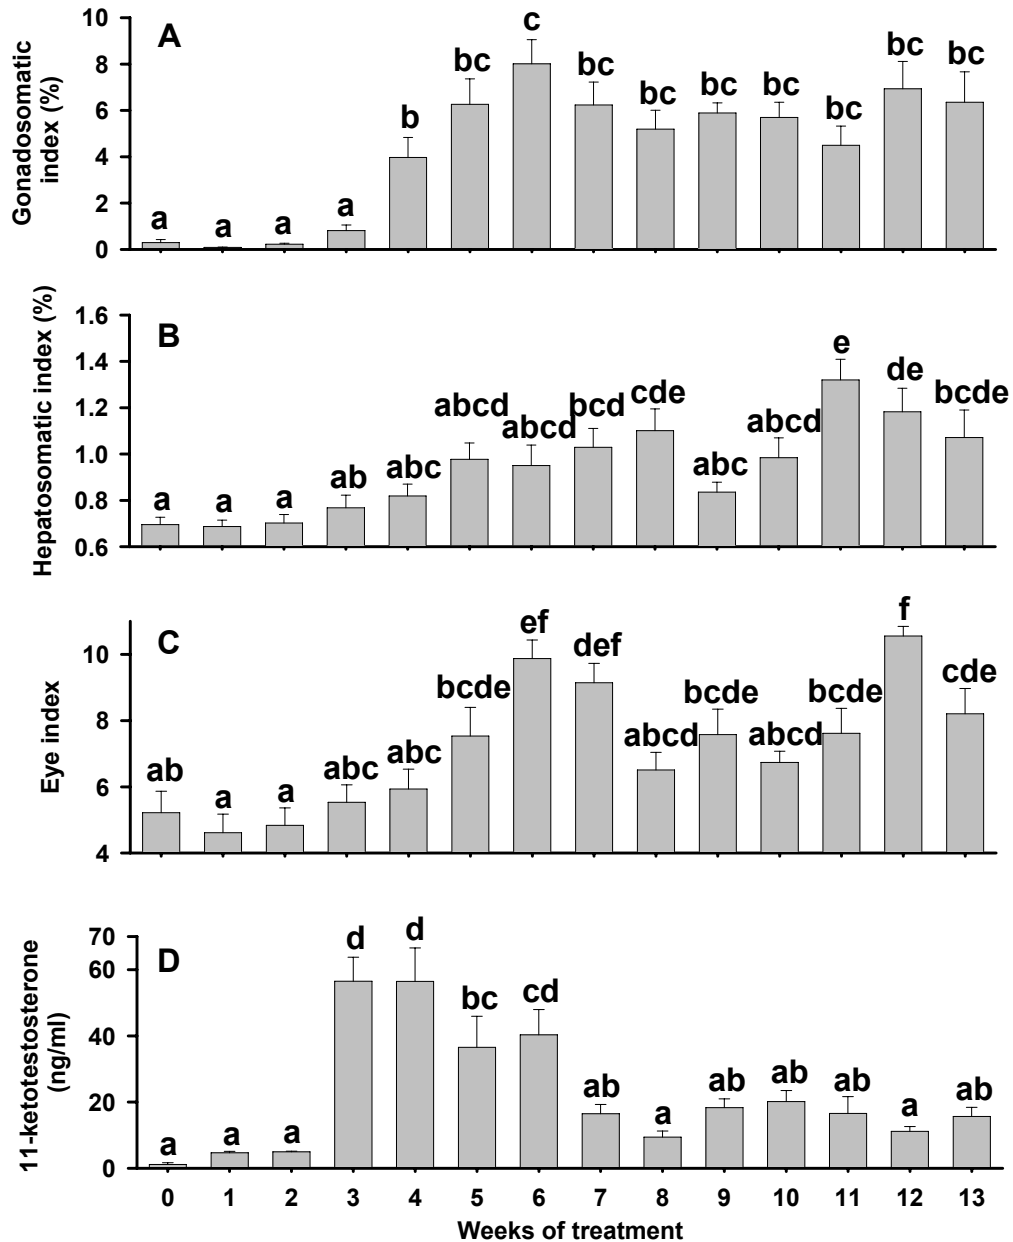 A
Gonadosomatic
index (%)
10
8
6
4
2
0
a a a a b bc c bc bc bc bc bc bc bc
B
Hepatosomatic index (%)
1.6
1.4
1.2
1.0
0.8
0.6
a a a ab abc abcd abcd bcd cde abc abcd e de bcde
C
Eye index
10
8
6
4
ab a a abc abc bcde ef def abcd bcde abcd bcde f cde
D
11-ketotestosterone
(ng/ml)
70
60
40
20
0
a a a d d bc cd ab a ab ab ab a ab
0 1 2 3 4 5 6 7 8 9 10 11 12 13
Weeks of treatment